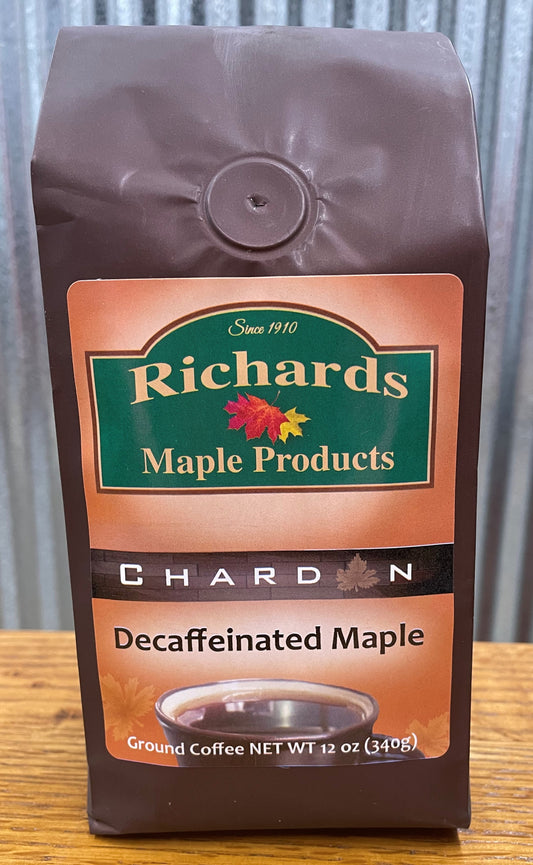 Since 1910
Richards
Maple Products
CHARDON
Decaffeinated Maple
Ground Coffee NET WT 12 oz (340g)